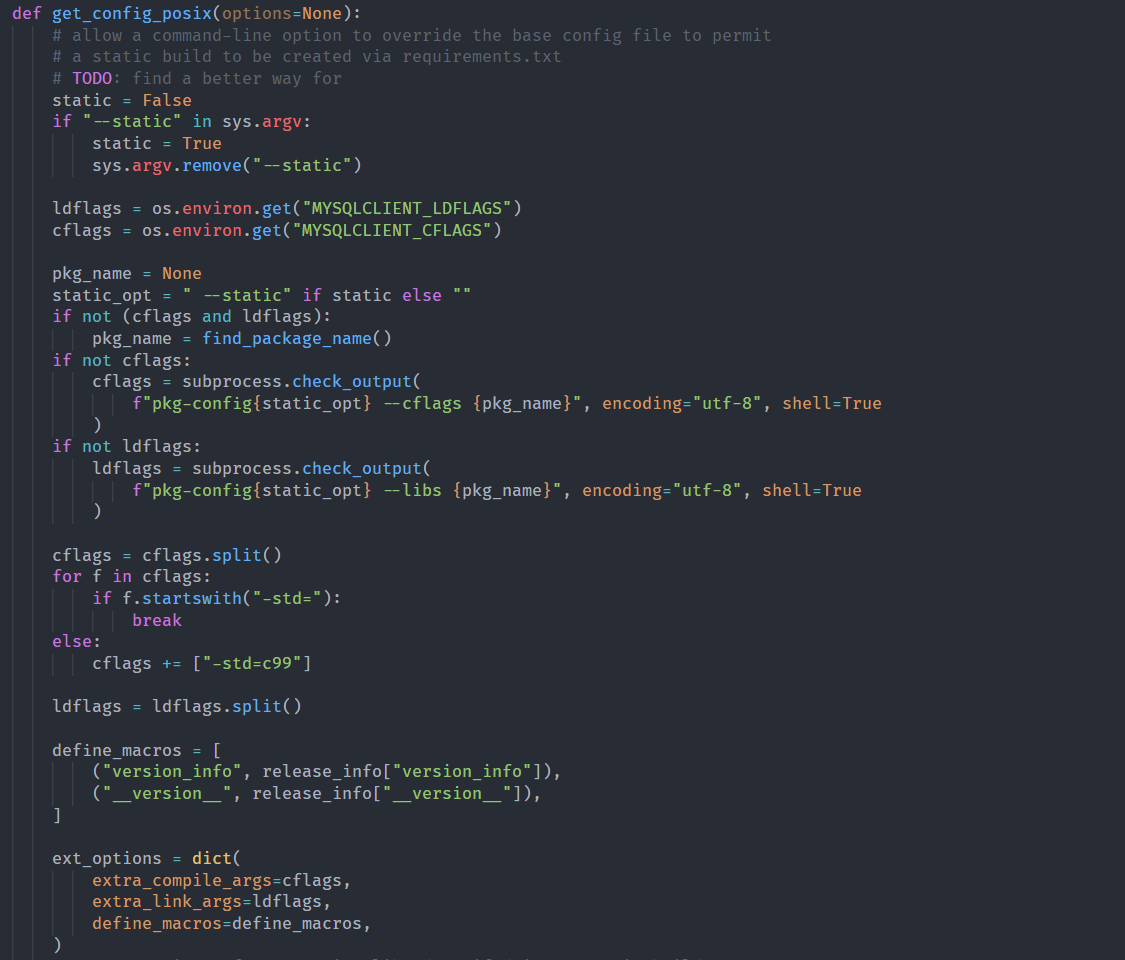 def get_config_posix(options=None):
    # allow a command-line option to override the base config file to permit
    # a static build to be created via requirements.txt
    # TODO: find a better way for
    static = False
    if "--static" in sys.argv:
        static = True
        sys.argv.remove("--static")

    ldflags = os.environ.get("MYSQLCLIENT_LDFLAGS")
    cflags = os.environ.get("MYSQLCLIENT_CFLAGS")

    pkg_name = None
    static_opt = " --static" if static else ""
    if not (cflags and ldflags):
        pkg_name = find_package_name()
    if not cflags:
        cflags = subprocess.check_output(
            f"pkg-config{static_opt} --cflags {pkg_name}", encoding="utf-8", shell=True
        )
    if not ldflags:
        ldflags = subprocess.check_output(
            f"pkg-config{static_opt} --libs {pkg_name}", encoding="utf-8", shell=True
        )

    cflags = cflags.split()
    for f in cflags:
        if f.startswith("-std="):
            break
    else:
        cflags += ["-std=c99"]

    ldflags = ldflags.split()

    define_macros = [
        ("version_info", release_info["version_info"]),
        ("__version__", release_info["__version__"]),
    ]

    ext_options = dict(
        extra_compile_args=cflags,
        extra_link_args=ldflags,
        define_macros=define_macros,
    )